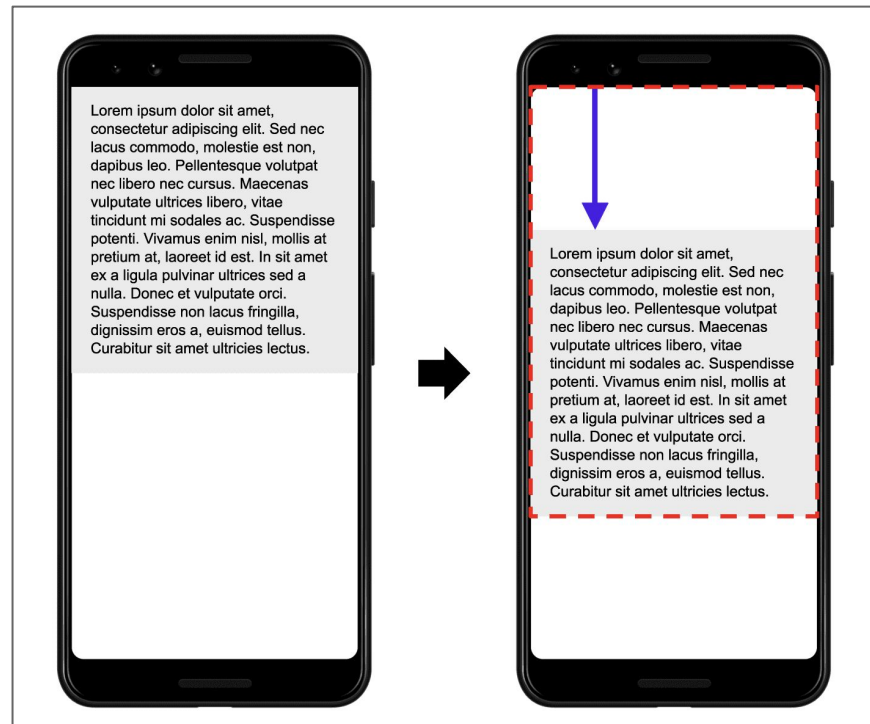 Lorem ipsum dolor sit amet,
consectetur adipiscing elit. Sed nec
lacus commodo, molestie est non,
dapibus leo. Pellentesque volutpat
nec libero nec cursus. Maecenas
vulputate ultrices libero, vitae
tincidunt mi sodales ac. Suspendisse
potenti. Vivamus enim nisl, mollis at
pretium at, laoreet id est. In sit amet
ex a ligula pulvinar ultrices sed a
nulla. Donec et vulputate orci.
Suspendisse non lacus fringilla,
dignissim eros a, euismod tellus.
Curabitur sit amet ultricies lectus.
Lorem ipsum dolor sit amet,
consectetur adipiscing elit. Sed nec
lacus commodo, molestie est non,
dapibus leo. Pellentesque volutpat
nec libero nec cursus. Maecenas
vulputate ultrices libero, vitae
tincidunt mi sodales ac. Suspendisse
potenti. Vivamus enim nisl, mollis at
pretium at, laoreet id est. In sit amet
ex a ligula pulvinar ultrices sed a
nulla. Donec et vulputate orci.
Suspendisse non lacus fringilla,
dignissim eros a, euismod tellus.
Curabitur sit amet ultricies lectus.